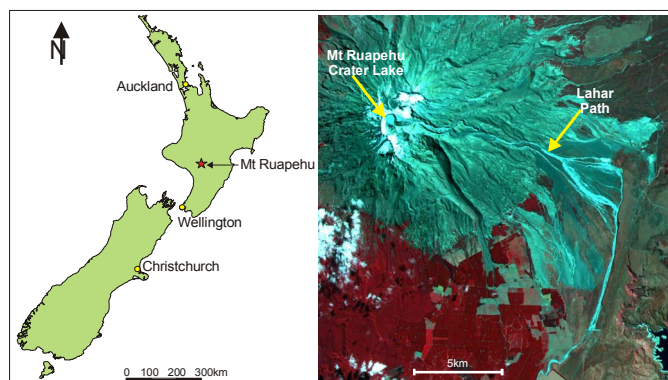 N
Auckland
Mt Ruapehu
Wellington
Christchurch
0 100 200 300km
Mt Ruapehu
Crater Lake
Lahar
Path
5km